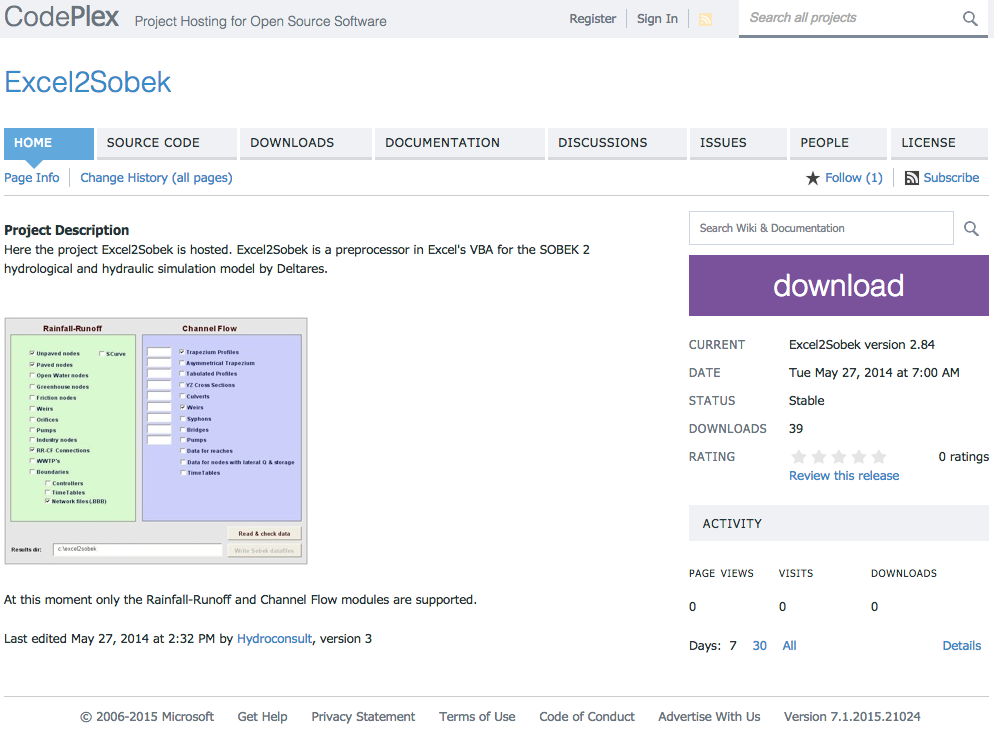 CodePlex Project Hosting for Open Source Software
Register Sign In Search all projects
Excel2Sobek
HOME SOURCE CODE DOWNLOADS DOCUMENTATION DISCUSSIONS ISSUES PEOPLE LICENSE
Page Info Change History (all pages) Follow (1) Subscribe
Project Description
Here the project Excel2Sobek is hosted. Excel2Sobek is a preprocessor in Excel's VBA for the SOBEK 2
hydrological and hydraulic simulation model by Deltares.
Rainfall-Runoff
Unpaved nodes SCurve
Paved nodes
Open Water nodes
Greenhouse nodes
Friction nodes
Weirs
Orifices
Pumps
Industry nodes
RR-CF Connections
WWTP's
Boundaries
Controllers
TimeTables
Network files (.BBB)
Channel Flow
Trapezium Profiles
Asymmetrical Trapezium
Tabulated Profiles
YZ Cross Sections
Culverts
Weirs
Syphons
Bridges
Pumps
Data for reaches
Data for nodes with lateral Q & storage
TimeTables
Read & check data
Results dir: c:\excel2sobek Write Sobek datafiles
At this moment only the Rainfall-Runoff and Channel Flow modules are supported.
Last edited May 27, 2014 at 2:32 PM by Hydroconsult, version 3
Search Wiki & Documentation
download
CURRENT Excel2Sobek version 2.84
DATE Tue May 27, 2014 at 7:00 AM
STATUS Stable
DOWNLOADS 39
RATING 0 ratings
Review this release
ACTIVITY
PAGE VIEWS VISITS DOWNLOADS
0 0 0
Days: 7 30 All Details
© 2006-2015 Microsoft Get Help Privacy Statement Terms of Use Code of Conduct Advertise With Us Version 7.1.2015.21024